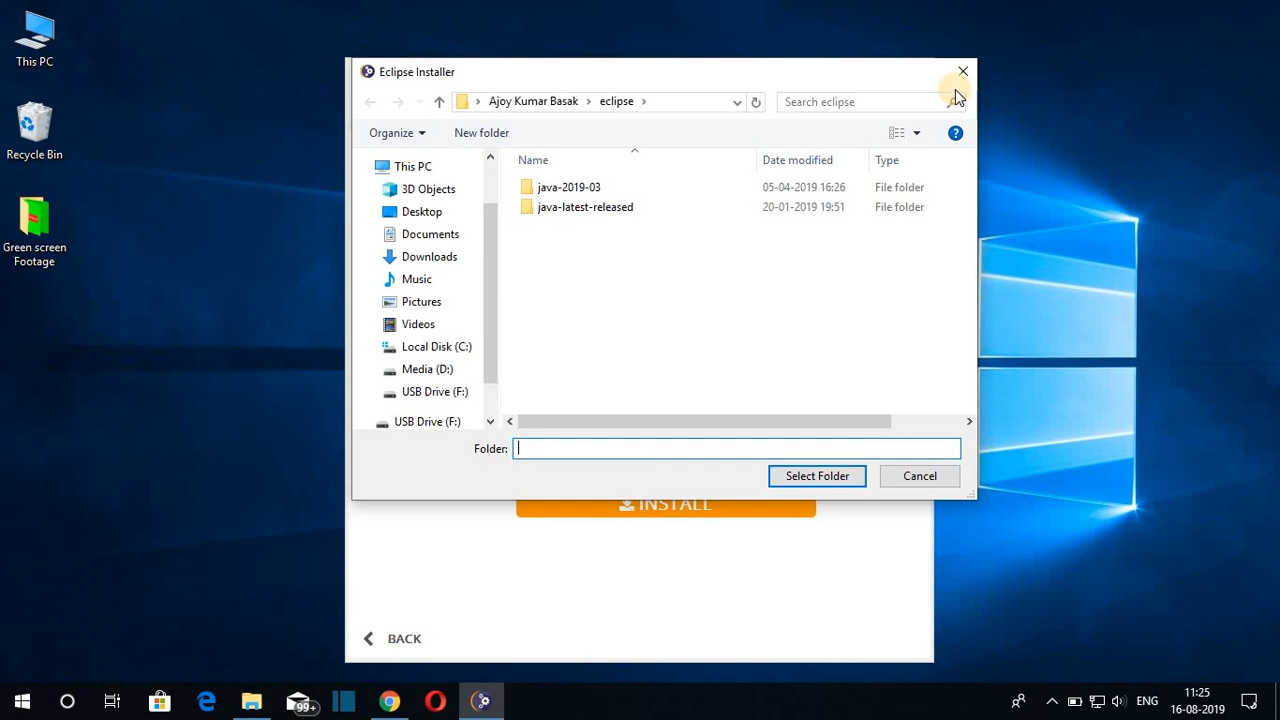 This PC
Recycle Bin
Green screen
Footage
Eclipse Installer
Ajoy Kumar Basak
eclipse
Search eclipse
Organize
New folder
This PC
3D Objects
Desktop
Documents
Downloads
Music
Pictures
Videos
Local Disk (C:)
Media (D:)
USB Drive (F:)
USB Drive (F:)
Name Date modified Type
java-2019-03 05-04-2019 16:26 File folder
java-latest-released 20-01-2019 19:51 File folder
Folder:
Select Folder
Cancel
INSTALL
BACK
99+
ENG
11:25
16-08-2019